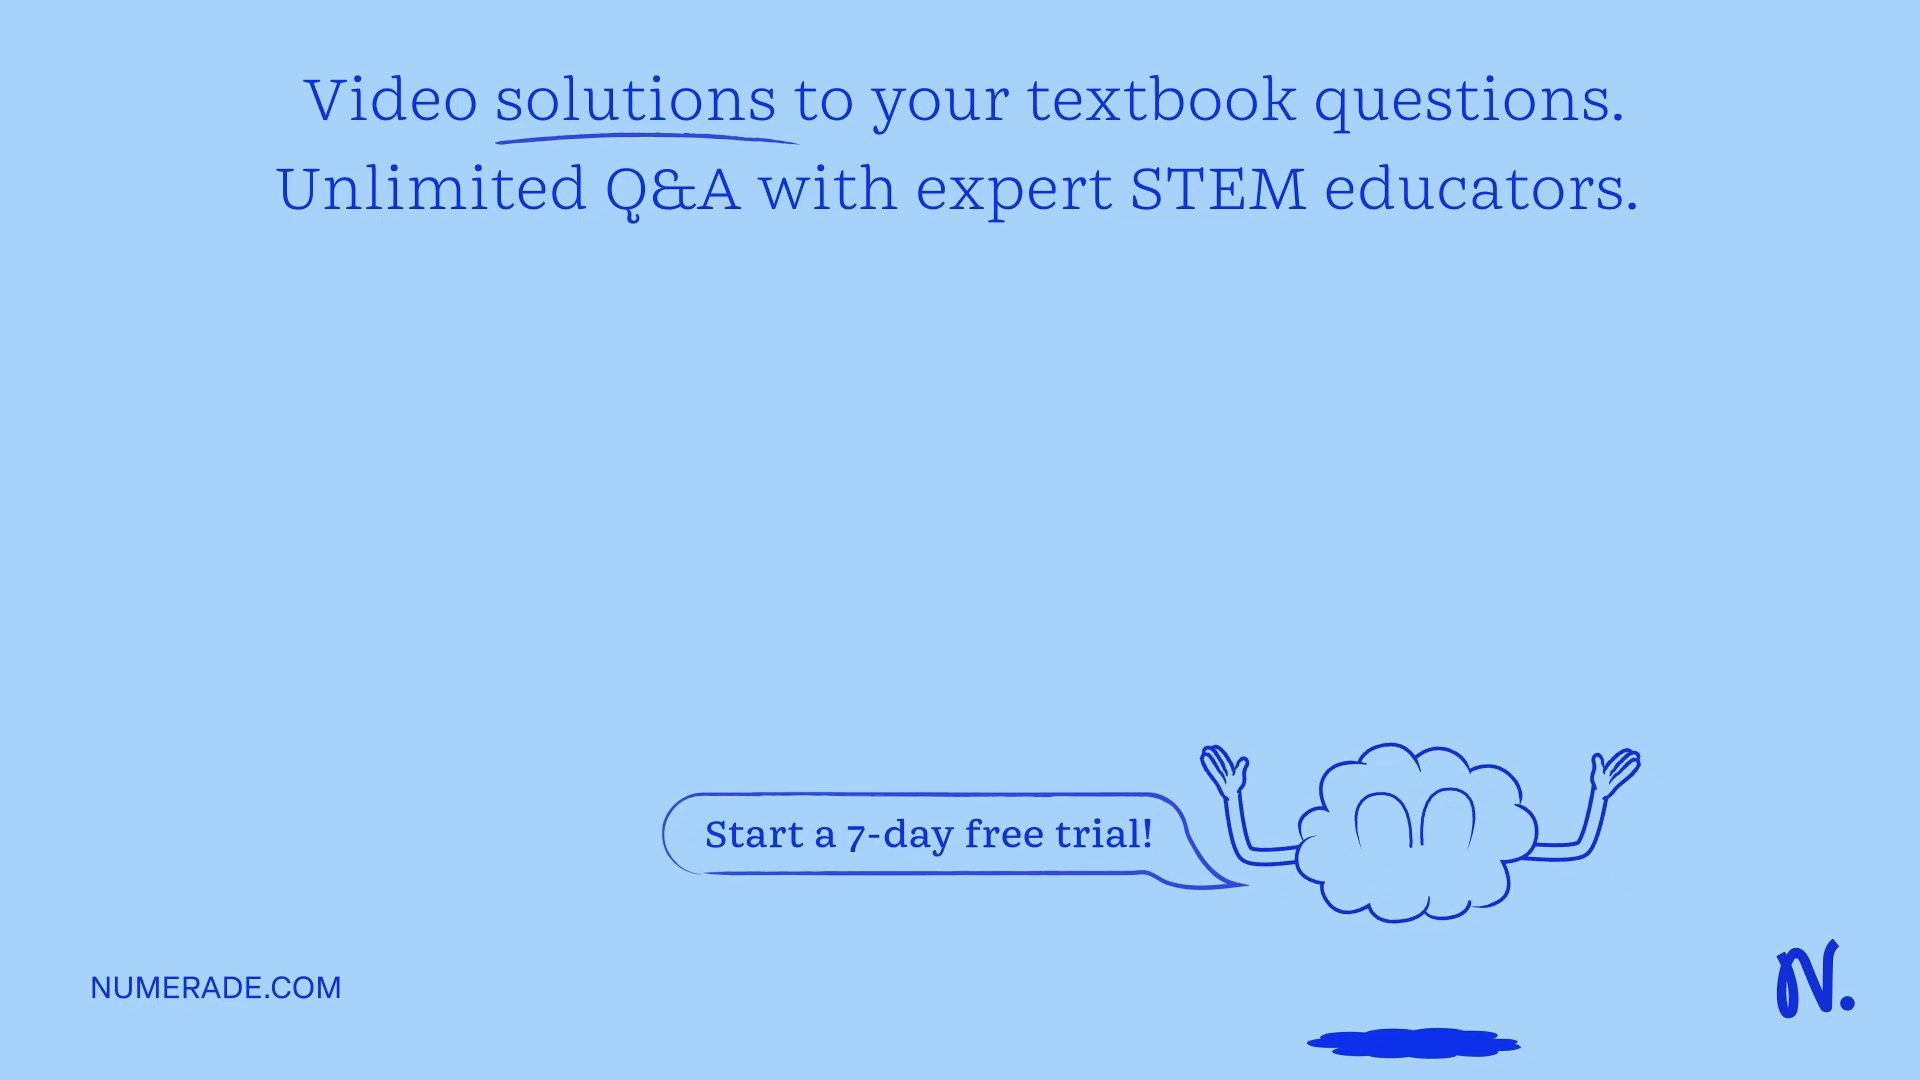 Video solutions to your textbook questions.
Unlimited Q&A with expert STEM educators.
Start a 7-day free trial!
NUMERADE.COM
N.